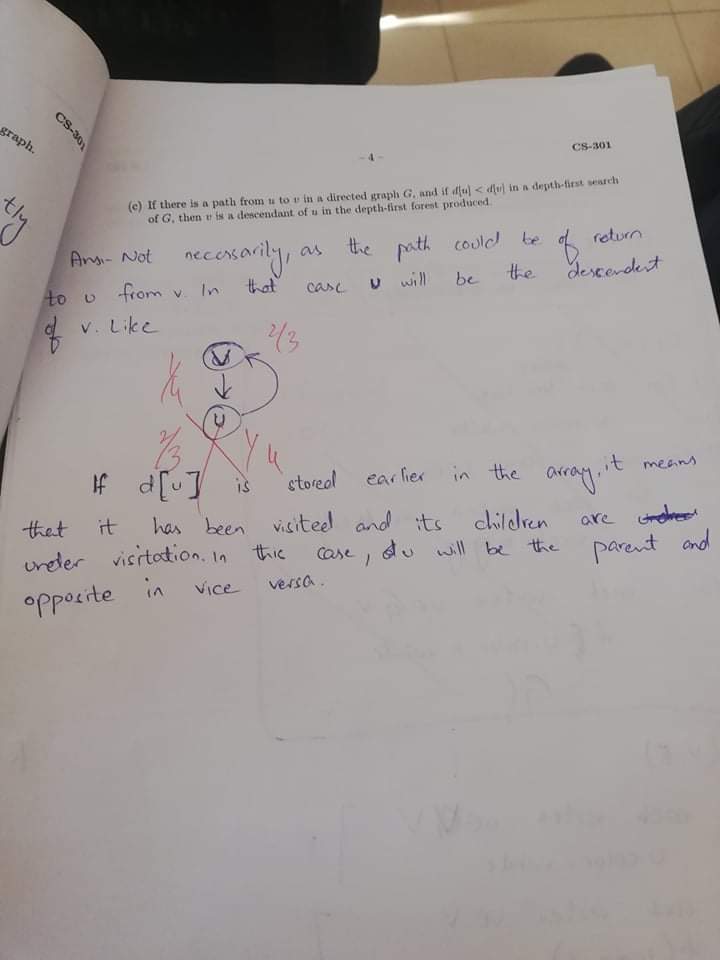 CS-301
graph.
t/y
- 4 -
CS-301
(c) If there is a path from u to v in a directed graph G, and if d[u] < d[v] in a depth-first search
of G, then v is a descendant of u in the depth-first forest produced.
Ans:- Not necessarily, as the path could be of return
to u from v. In that case u will be the descendent
of v. Like
2/3
V
1/4
U
2/3
1/4
If d[u] is stored earlier in the array, it means
that it has been visited and its children are
under visitation. In this case, u will be the parent and
opposite in vice versa.